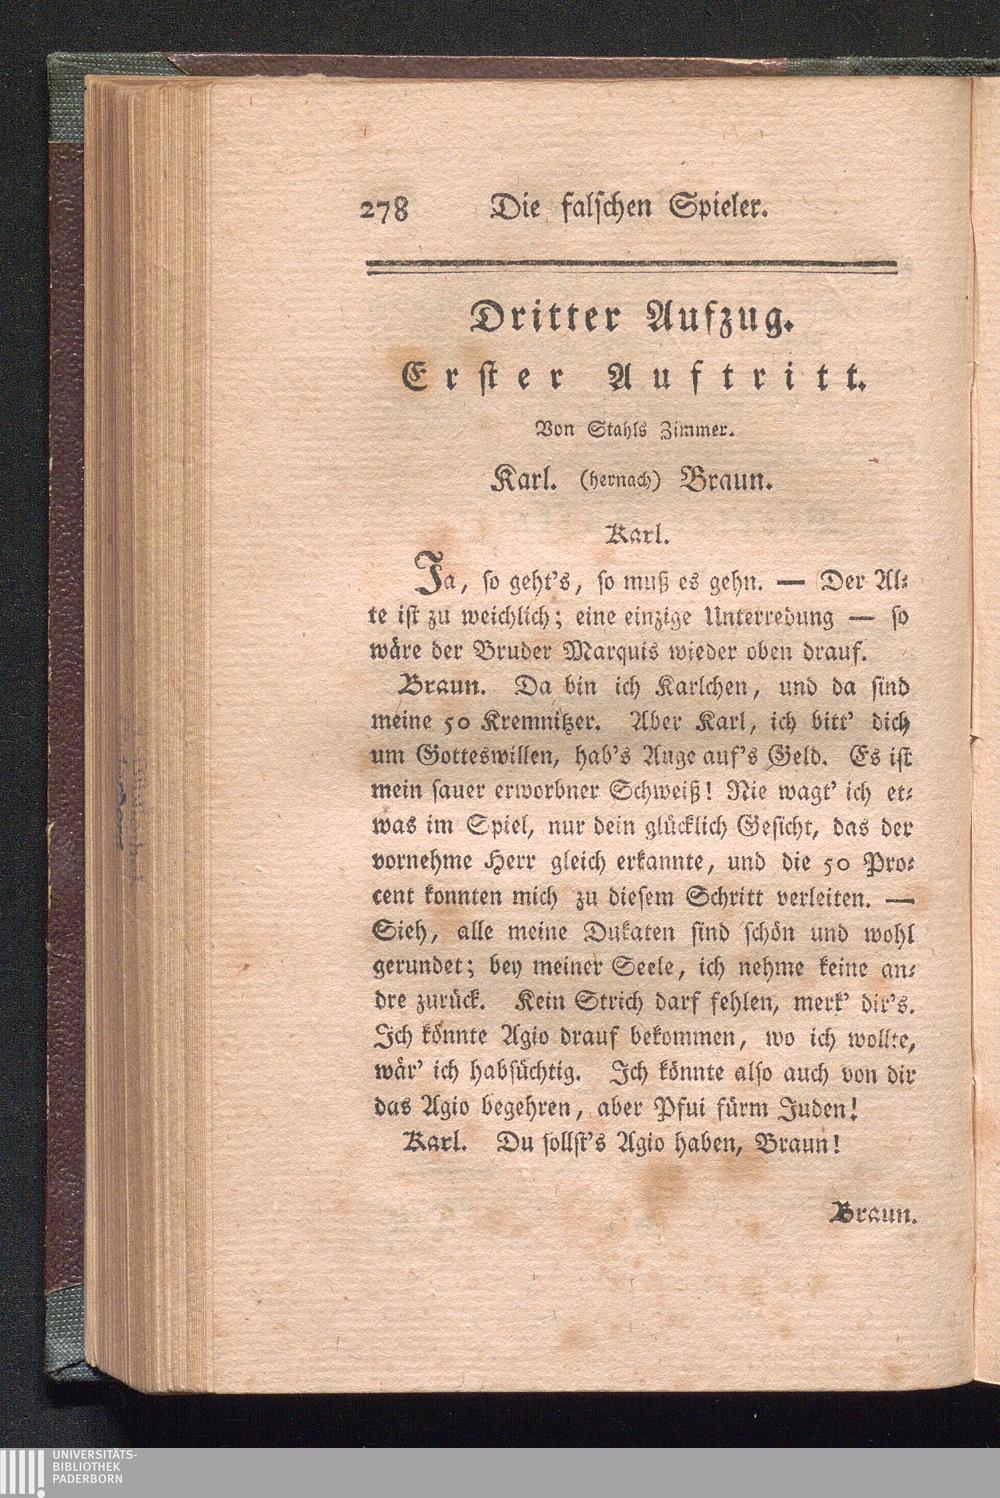 278 Die falschen Spieler.
Dritter Aufzug.
Erster Auftritt.
Von Stahls Zimmer.
Karl. (hernach) Braun.
Karl.
Ja, so geht's, so muß es gehn. — Der Al-
te ist zu weichlich; eine einzige Unterredung — so
wäre der Bruder Marquis wieder oben drauf.
Braun. Da bin ich Karlchen, und da sind
meine 50 Kremnitzer. Aber Karl, ich bitt' dich
um Gotteswillen, hab's Auge auf's Geld. Es ist
mein sauer erworbner Schweiß! Nie wagt' ich et-
was im Spiel, nur dein glücklich Gesicht, das der
vornehme Herr gleich erkannte, und die 50 Pro-
cent konnten mich zu diesem Schritt verleiten. —
Sieh, alle meine Dukaten sind schön und wohl
gerundet; bey meiner Seele, ich nehme keine an-
dre zurück. Kein Strich darf fehlen, merk' dir's.
Ich könnte Agio drauf bekommen, wo ich wollte,
wär' ich habsüchtig. Ich könnte also auch von dir
das Agio begehren, aber Pfui fürm Juden!
Karl. Du sollst's Agio haben, Braun!
Braun.
UNIVERSITÄTS-
BIBLIOTHEK
PADERBORN